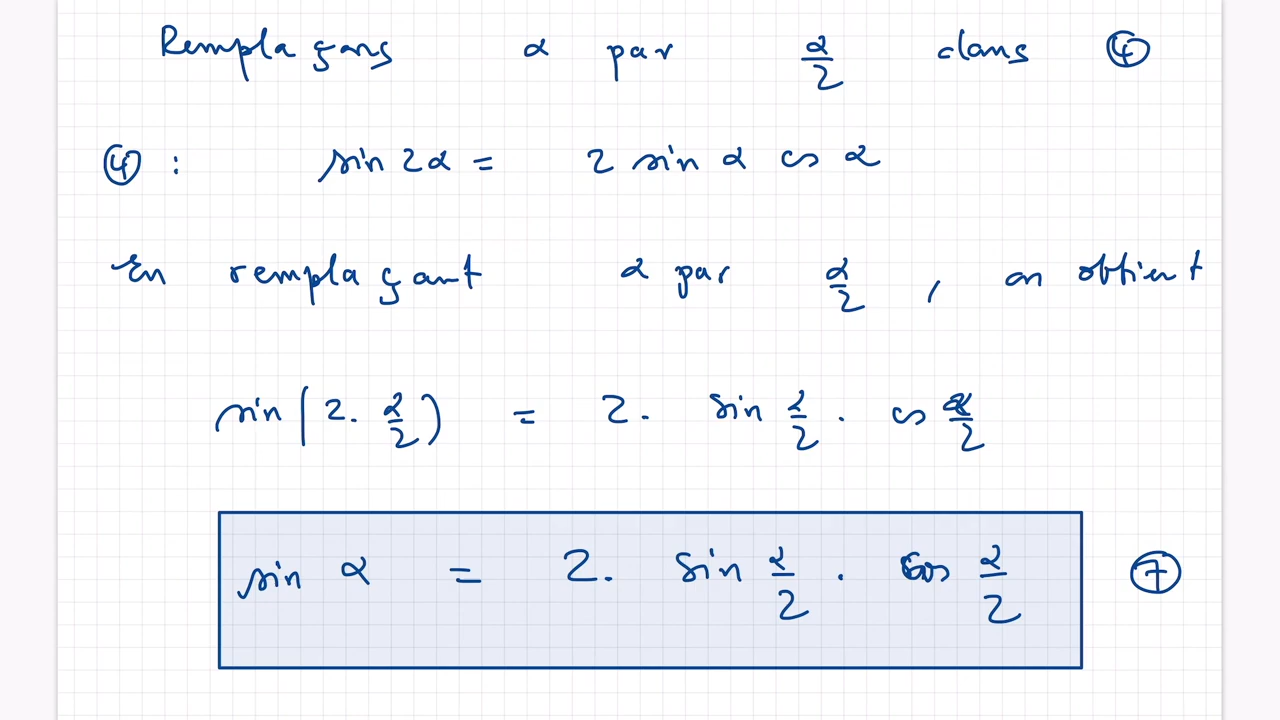 Remplaçons α par α/2 dans ④
④ : sin 2α = 2 sin α cos α
En remplaçant α par α/2 , on obtient
sin(2. α/2) = 2. sin α/2 . cos α/2
sin α = 2. sin α/2 . cos α/2 ⑦